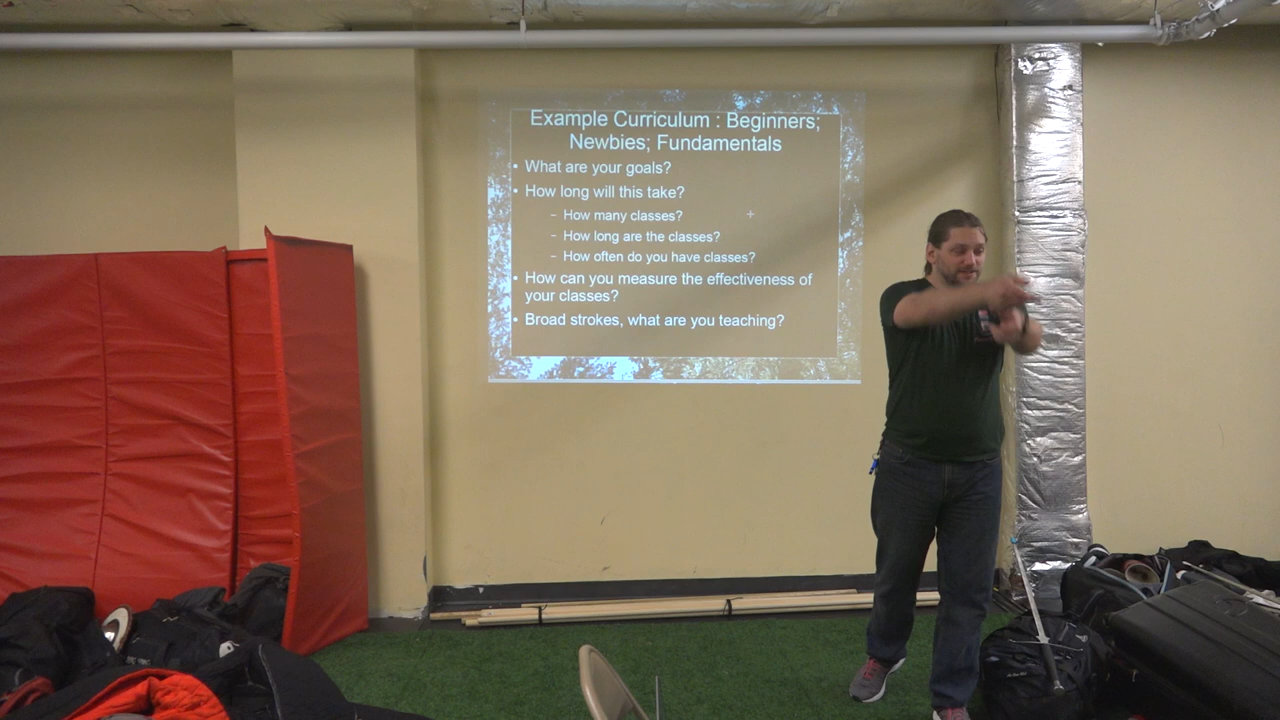 Example Curriculum : Beginners;
Newbies; Fundamentals
• What are your goals?
• How long will this take?
– How many classes?
– How long are the classes?
– How often do you have classes?
• How can you measure the effectiveness of
your classes?
• Broad strokes, what are you teaching?